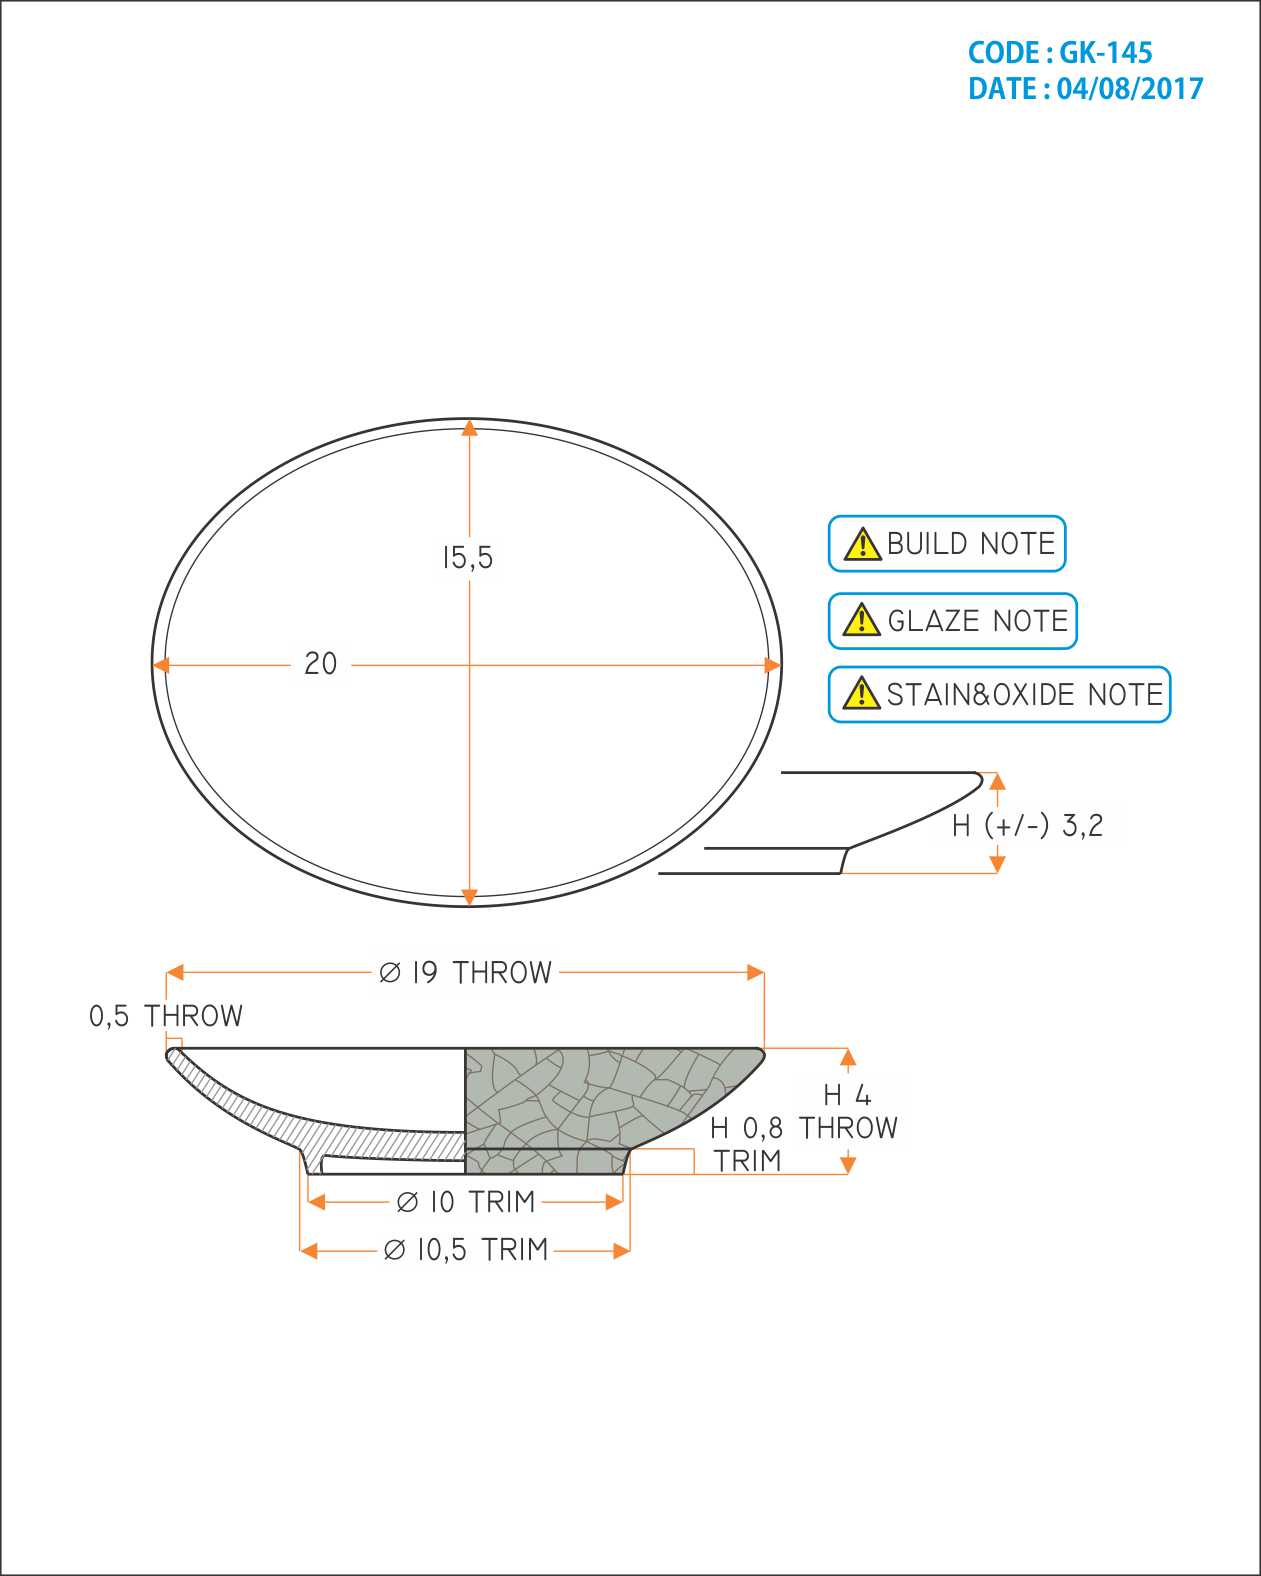 CODE : GK-145
DATE : 04/08/2017
15,5
20
BUILD NOTE
GLAZE NOTE
STAIN&OXIDE NOTE
H (+/-) 3,2
Ø 19 THROW
0,5 THROW
H 4
THROW
H 0,8
TRIM
Ø 10 TRIM
Ø 10,5 TRIM